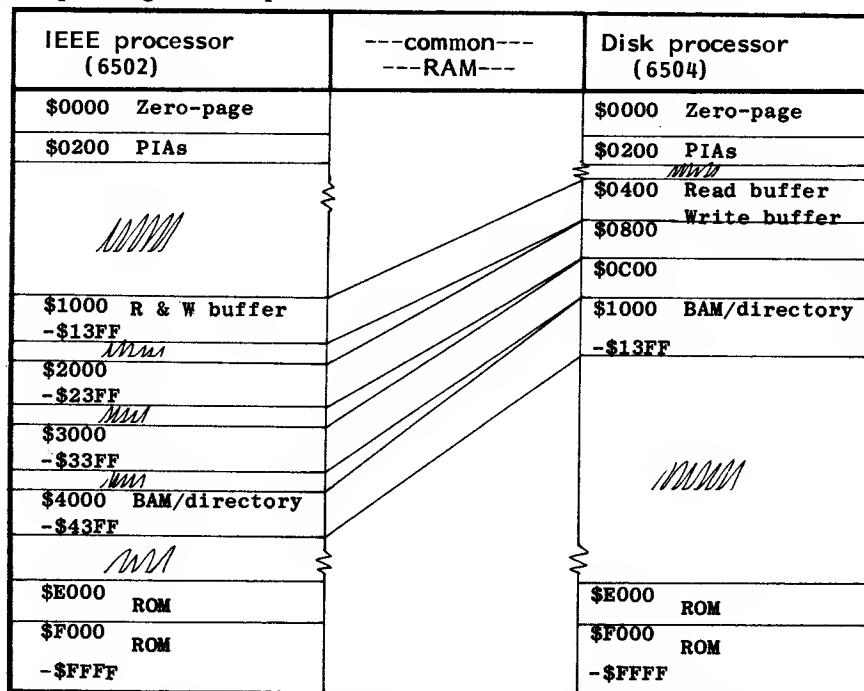 IEEE processor
(6502)
---common---
---RAM---
Disk processor
(6504)
$0000 Zero-page
$0200 PIAs
$1000 R & W buffer
-$13FF
$2000
-$23FF
$3000
-$33FF
$4000 BAM/directory
-$43FF
$E000 ROM
$F000 ROM
-$FFFF
$0000 Zero-page
$0200 PIAs
$0400 Read buffer
Write buffer
$0800
$0C00
$1000 BAM/directory
-$13FF
$E000 ROM
$F000 ROM
-$FFFF